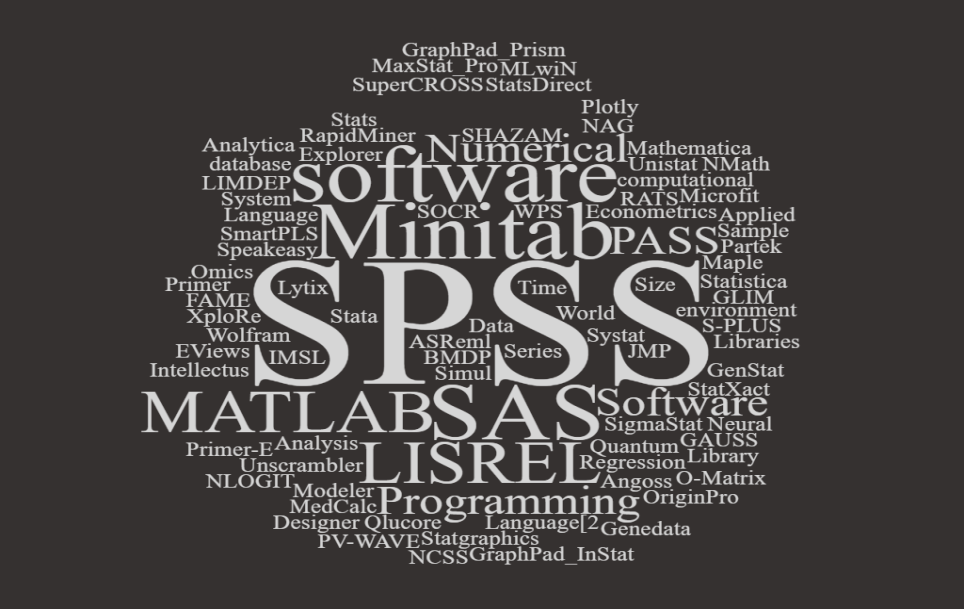 GraphPad_Prism
MaxStat_Pro MLwiN
SuperCROSS StatsDirect
Plotly
Stats NAG
RapidMiner SHAZAM
Analytica Numerical Mathematica
database Explorer Unistat NMath
LIMDEP software computational
System RATS Microfit
Language SOCR WPS Econometrics Applied
SmartPLS Minitab PASS Sample
Speakeasy Partek
Omics Maple
Primer Lytix Time Size Statistica
FAME GLIM
XploRe Stata SPSS World environment
Wolfram Data Systat S-PLUS
EViews IMSL ASReml Series JMP Libraries
BMDP
Intellectus Simul GenStat
StatXact
MATLAB SAS Software
SigmaStat Neural
Primer-E Analysis Quantum GAUSS
Unscrambler LISREL Regression Library
NLOGIT Angoss O-Matrix
Modeler OriginPro
MedCalc Programming
Designer Qlucore Language[2 Genedata
PV-WAVE Statgraphics
NCSS GraphPad_InStat